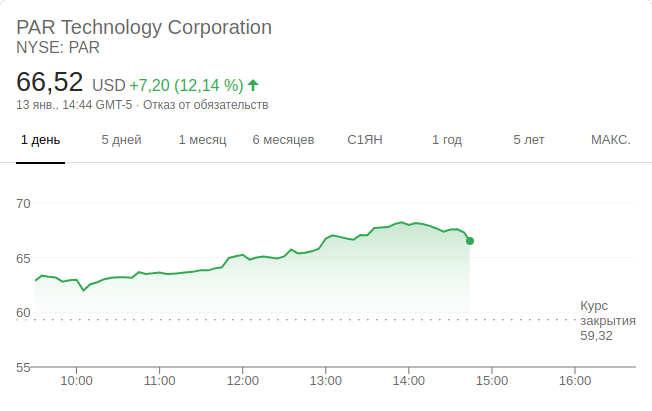 PAR Technology Corporation
NYSE: PAR
66,52 USD +7,20 (12,14 %)
13 янв., 14:44 GMT-5 · Отказ от обязательств
1 день 5 дней 1 месяц 6 месяцев С1ЯН 1 год 5 лет МАКС.
70
65
60
Курс
закрытия
59,32
55
10:00 11:00 12:00 13:00 14:00 15:00 16:00